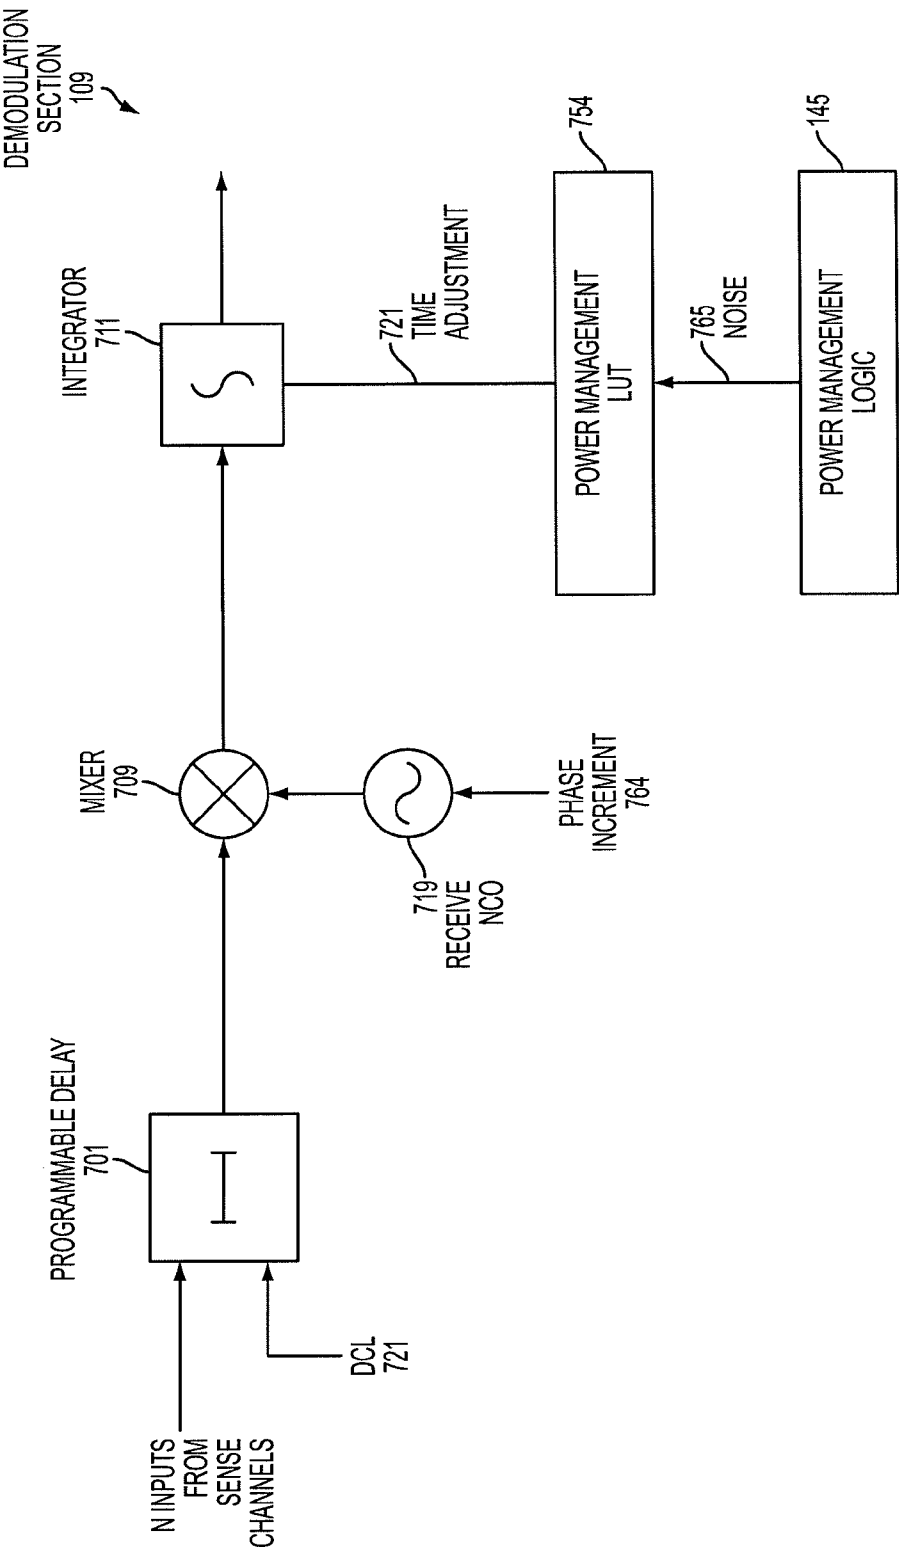 DEMODULATION
SECTION
109
INTEGRATOR
711
721
TIME
ADJUSTMENT
754
POWER MANAGEMENT
LUT
765
NOISE
145
POWER MANAGEMENT
LOGIC
MIXER
709
719
RECEIVE
NCO
PHASE
INCREMENT
764
PROGRAMMABLE DELAY
701
DCL
721
N INPUTS
FROM
SENSE
CHANNELS